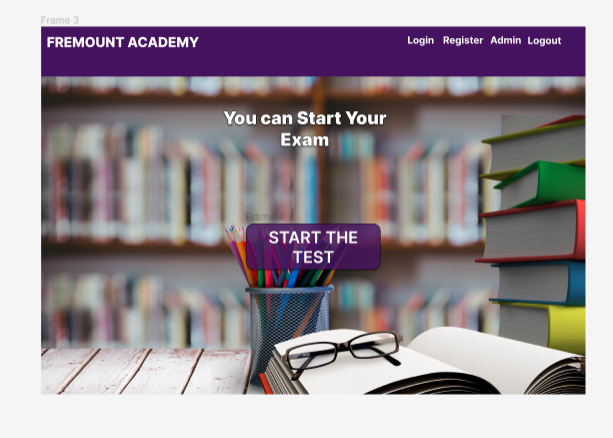 Frame 3
FREMOUNT ACADEMY
Login Register Admin Logout
You can Start Your
Exam
Frame 4
START THE
TEST